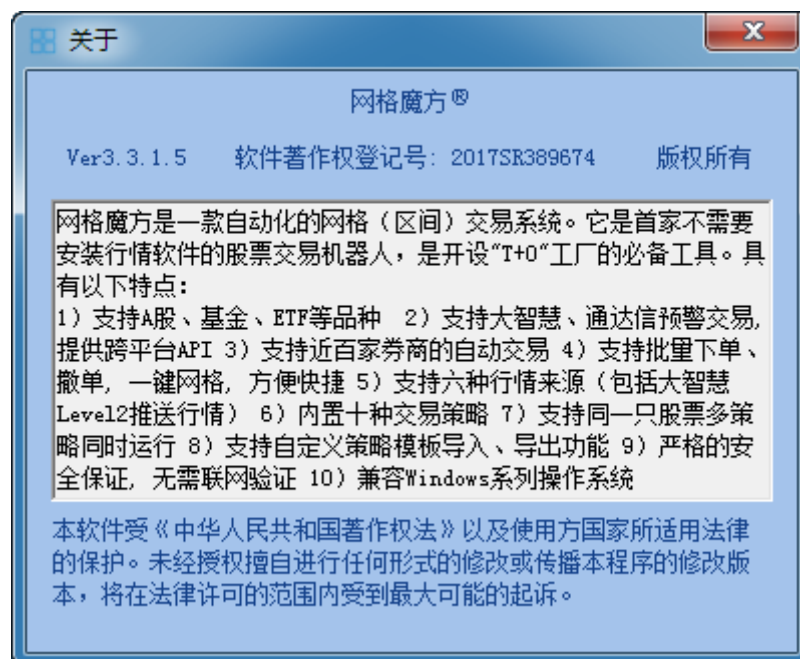 关于
网格魔方®
Ver3.3.1.5 软件著作权登记号: 2017SR389674 版权所有
网格魔方是一款自动化的网格（区间）交易系统。它是首家不需要
安装行情软件的股票交易机器人，是开设"T+0"工厂的必备工具。具
有以下特点：
1）支持A股、基金、ETF等品种 2）支持大智慧、通达信预警交易,
提供跨平台API 3）支持近百家券商的自动交易 4）支持批量下单、
撤单, 一键网格, 方便快捷 5）支持六种行情来源（包括大智慧
Level2推送行情） 6）内置十种交易策略 7）支持同一只股票多策
略同时运行 8）支持自定义策略模板导入、导出功能 9）严格的安
全保证, 无需联网验证 10）兼容Windows系列操作系统
本软件受《中华人民共和国著作权法》以及使用方国家所适用法律
的保护。未经授权擅自进行任何形式的修改或传播本程序的修改版
本，将在法律许可的范围内受到最大可能的起诉。